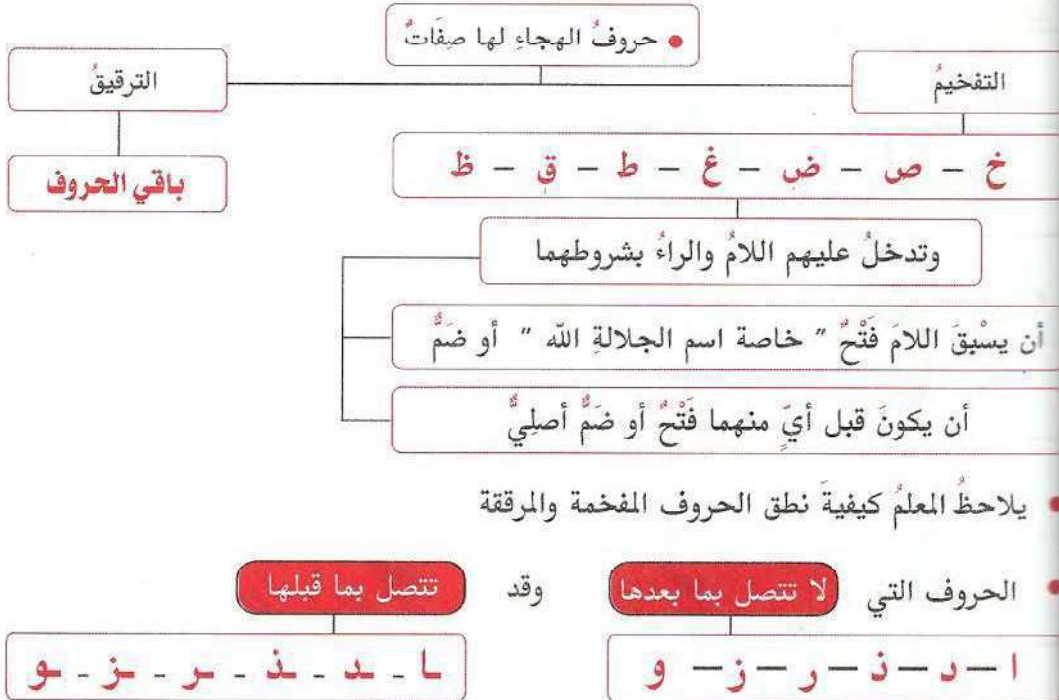 • حروفُ الهجاءِ لها صِفَاتٌ
التفخيمُ
الترقيقُ
خ – ص – ض – غ – ط – ق – ظ
باقي الحروف
وتدخلُ عليهم اللامُ والراءُ بشروطهما
أن يسْبقَ اللامَ فَتْحٌ " خاصة اسم الجلالةِ الله " أو ضَمٌّ
أن يكونَ قبل أيٍّ منهما فَتْحٌ أو ضَمٌّ أصلِيٌّ
• يلاحظُ المعلمُ كيفيةَ نطق الحروف المفخمة والمرققة
• الحروف التي لا تتصل بما بعدها وقد تتصل بما قبلها
ا – د – ذ – ر – ز – و
ـا - ـد - ـذ - ـر - ـز - ـو